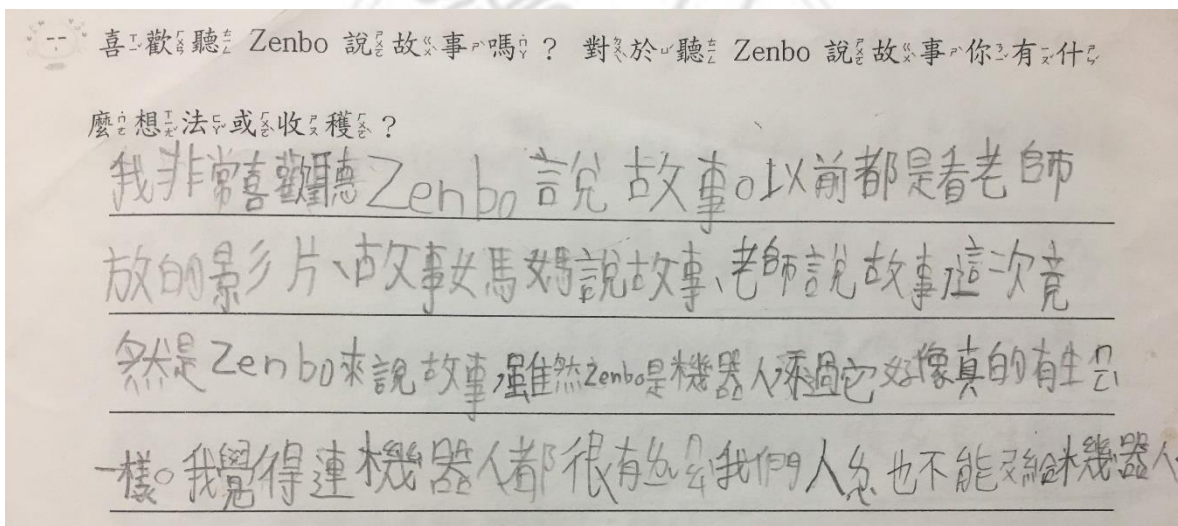 喜歡聽 Zenbo 說故事嗎？ 對於聽 Zenbo 說故事你有什
麼想法或收穫？
我非常喜歡聽Zenbo說故事。以前都是看老師
放的影片、故事媽媽說故事、老師說故事這次竟
然是Zenbo來說故事,雖然Zenbo是機器人不過它好像真的有生ㄇㄧㄥˋ
一樣。我覺得連機器人都很有 我們人 也不能 給機器人